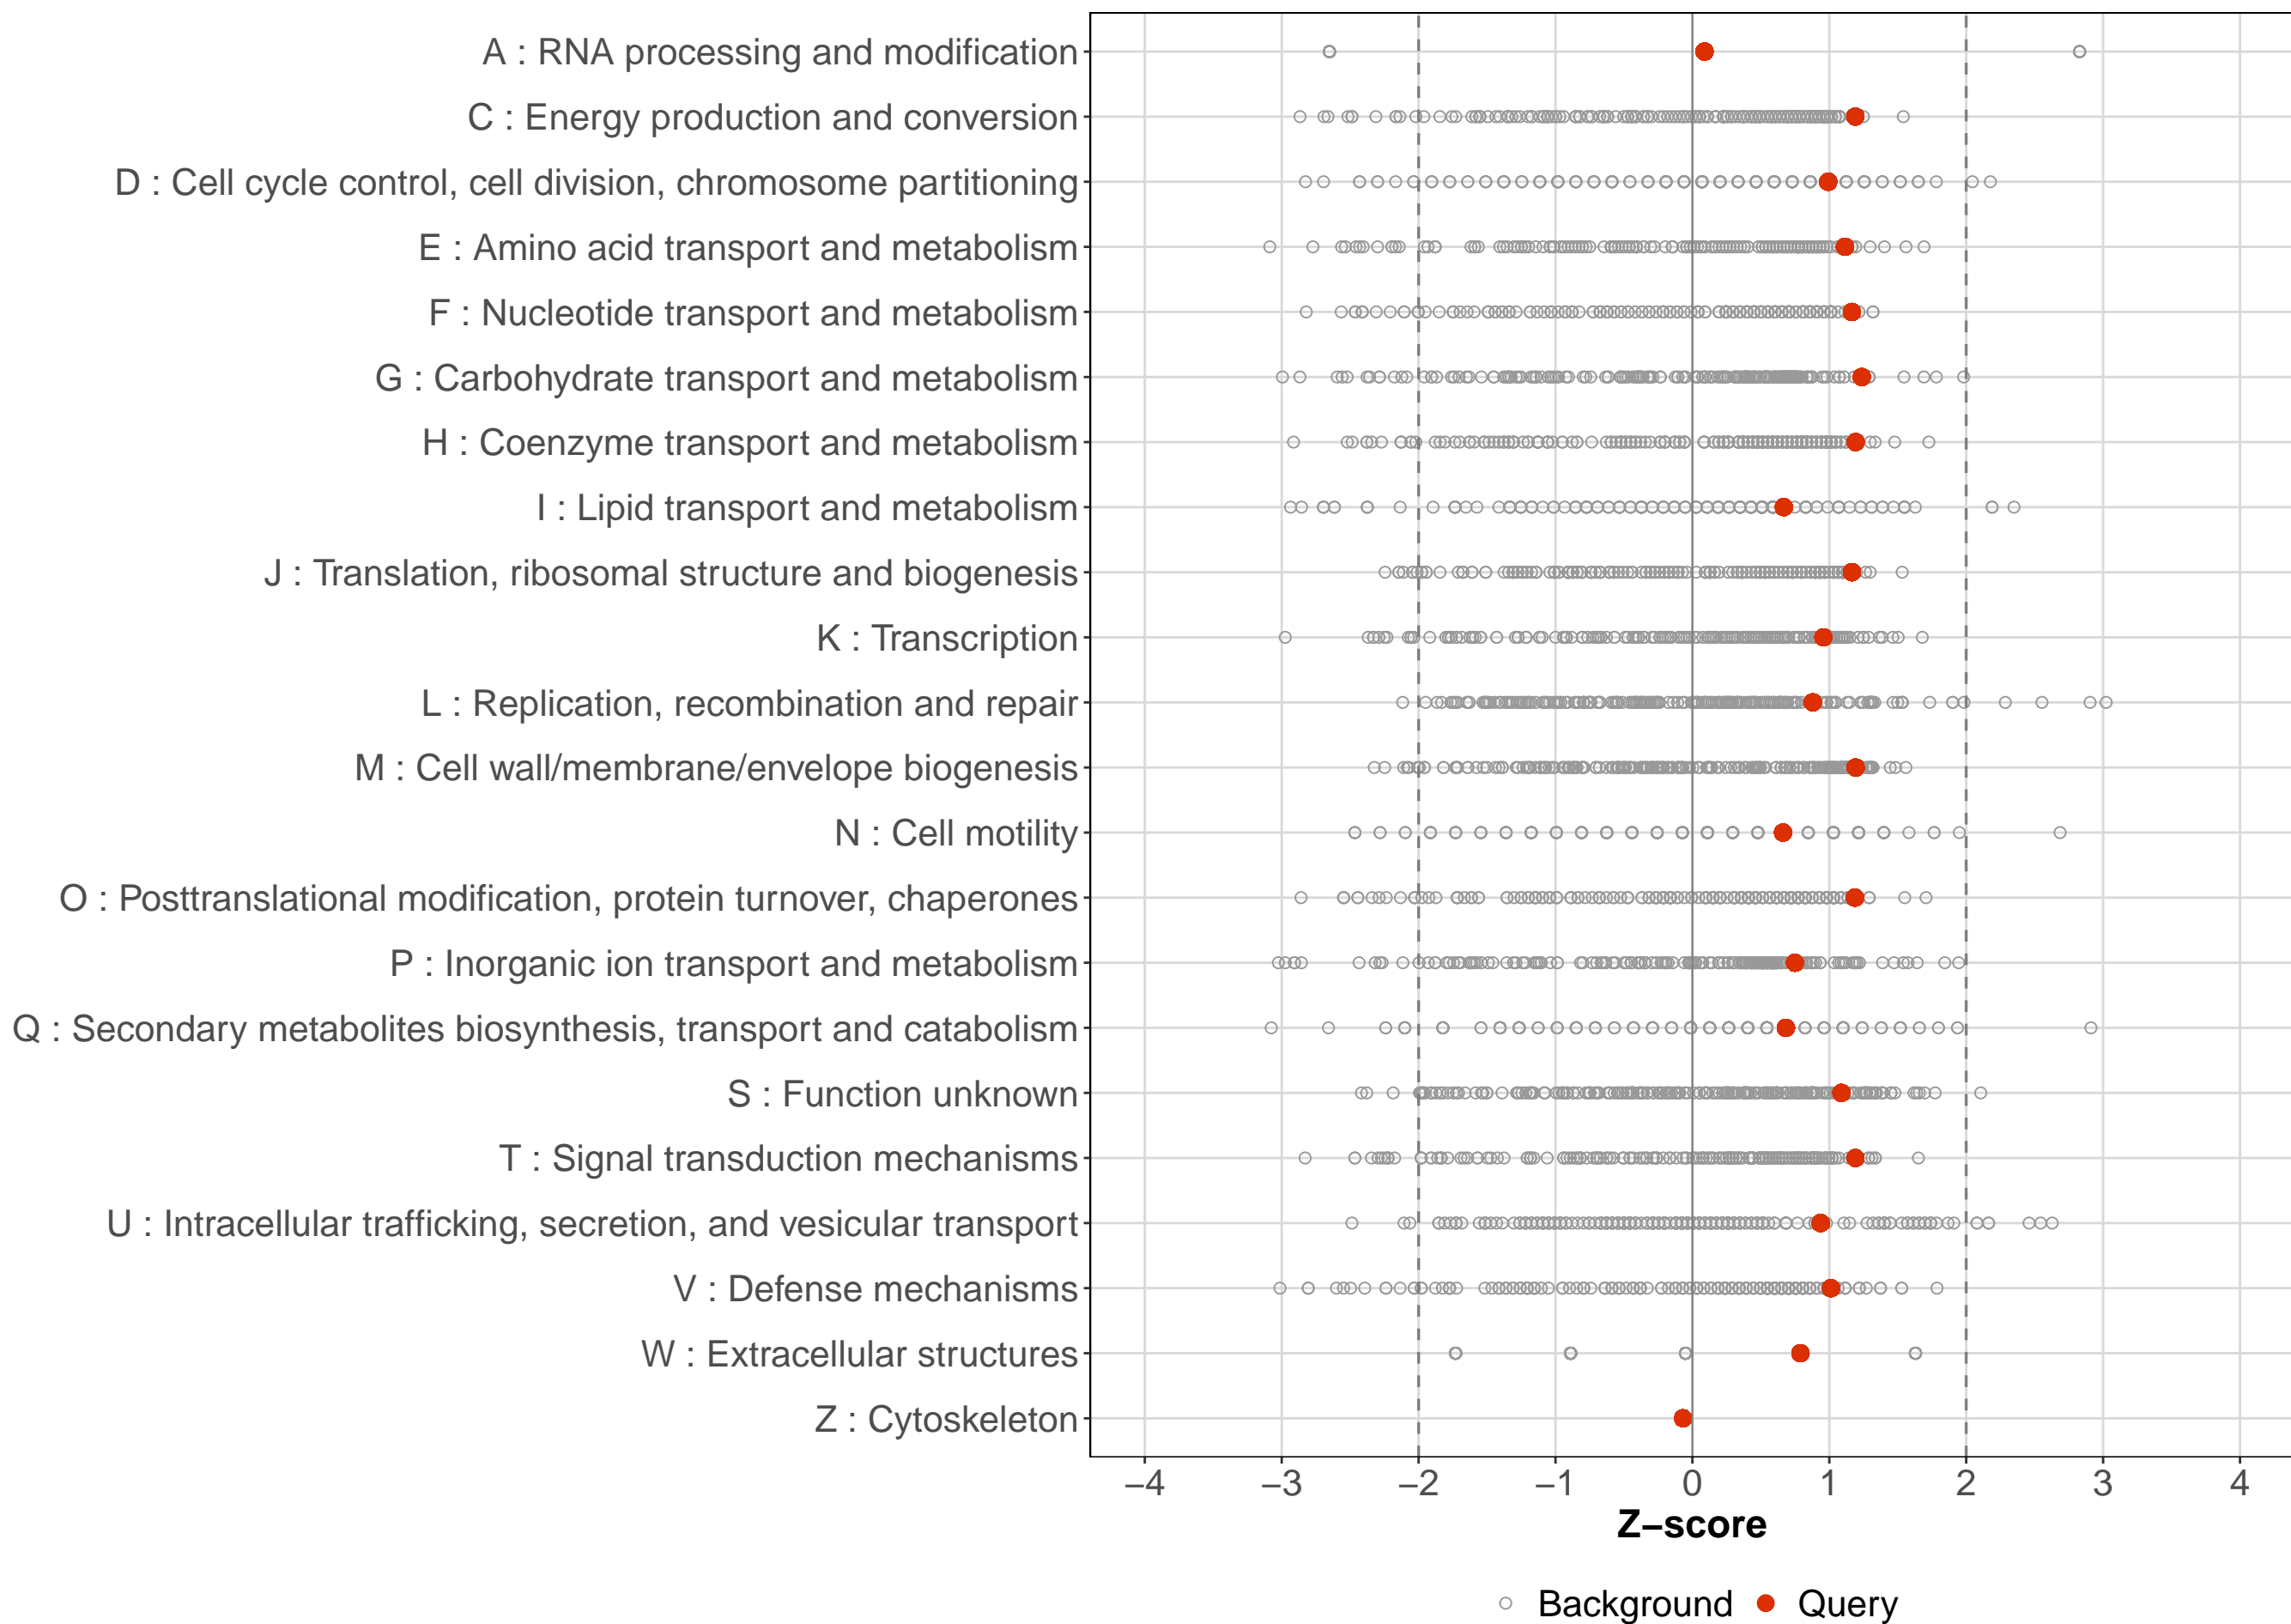 A : RNA processing and modification
C : Energy production and conversion
D : Cell cycle control, cell division, chromosome partitioning
E : Amino acid transport and metabolism
F : Nucleotide transport and metabolism
G : Carbohydrate transport and metabolism
H : Coenzyme transport and metabolism
I : Lipid transport and metabolism
J : Translation, ribosomal structure and biogenesis
K : Transcription
L : Replication, recombination and repair
M : Cell wall/membrane/envelope biogenesis
N : Cell motility
O : Posttranslational modification, protein turnover, chaperones
P : Inorganic ion transport and metabolism
Q : Secondary metabolites biosynthesis, transport and catabolism
S : Function unknown
T : Signal transduction mechanisms
U : Intracellular trafficking, secretion, and vesicular transport
V : Defense mechanisms
W : Extracellular structures
Z : Cytoskeleton
−4 −3 −2 −1 0 1 2 3 4
Z−score
Background Query